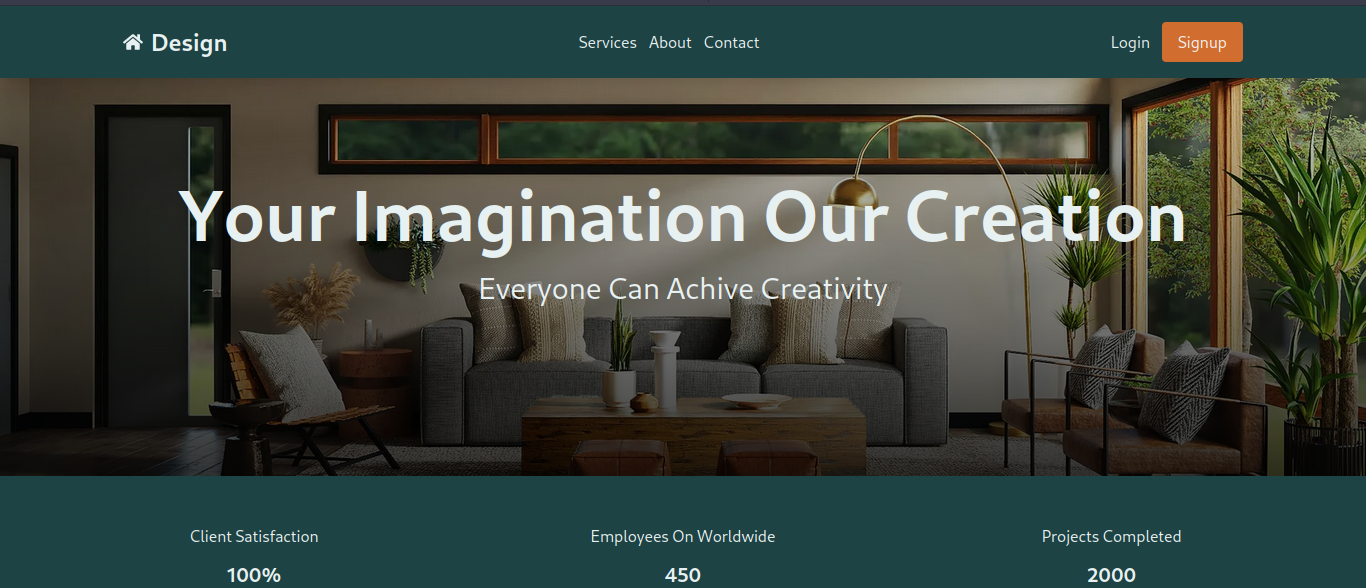 Design
Services About Contact
Login Signup
Your Imagination Our Creation
Everyone Can Achive Creativity
Client Satisfaction
100%
Employees On Worldwide
450
Projects Completed
2000